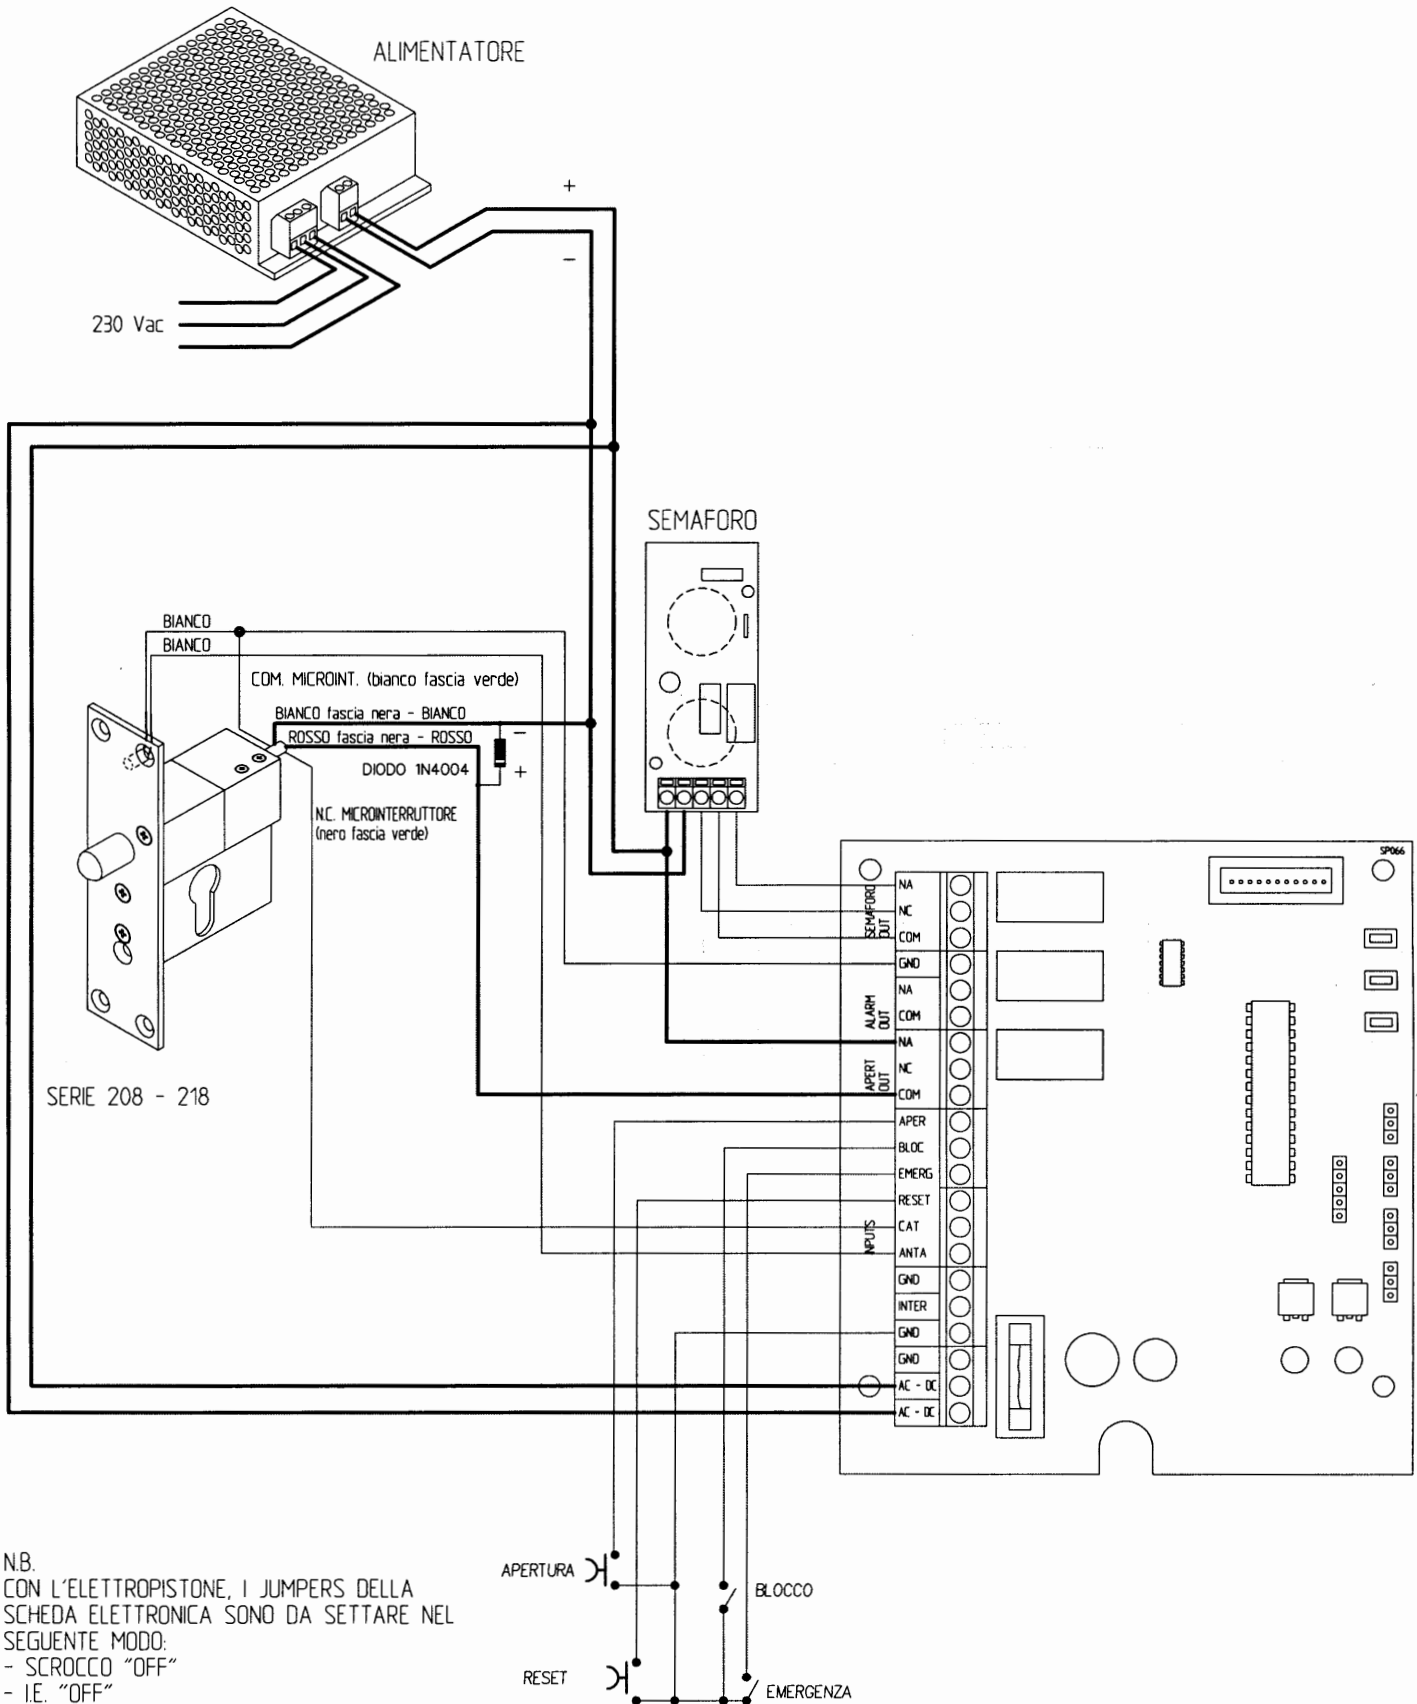 ALIMENTATORE
+
-
230 Vac
SEMAFORO
BIANCO
BIANCO
COM. MICROINT. (bianco fascia verde)
BIANCO fascia nera - BIANCO
ROSSO fascia nera - ROSSO
-
DIODO 1N4004
+
N.C. MICROINTERRUTTORE
(nero fascia verde)
SERIE 208 - 218
SP066
SEMAFORO
OUT
NA
NC
COM
GND
ALARM
OUT
NA
COM
APERT
OUT
NA
NC
COM
INPUTS
APER
BLOC
EMERG
RESET
CAT
ANTA
GND
INTER
GND
GND
AC - DC
AC - DC
APERTURA
BLOCCO
RESET
EMERGENZA
N.B.
CON L'ELETTROPISTONE, I JUMPERS DELLA
SCHEDA ELETTRONICA SONO DA SETTARE NEL
SEGUENTE MODO:
- SCROCCO "OFF"
- I.E. "OFF"